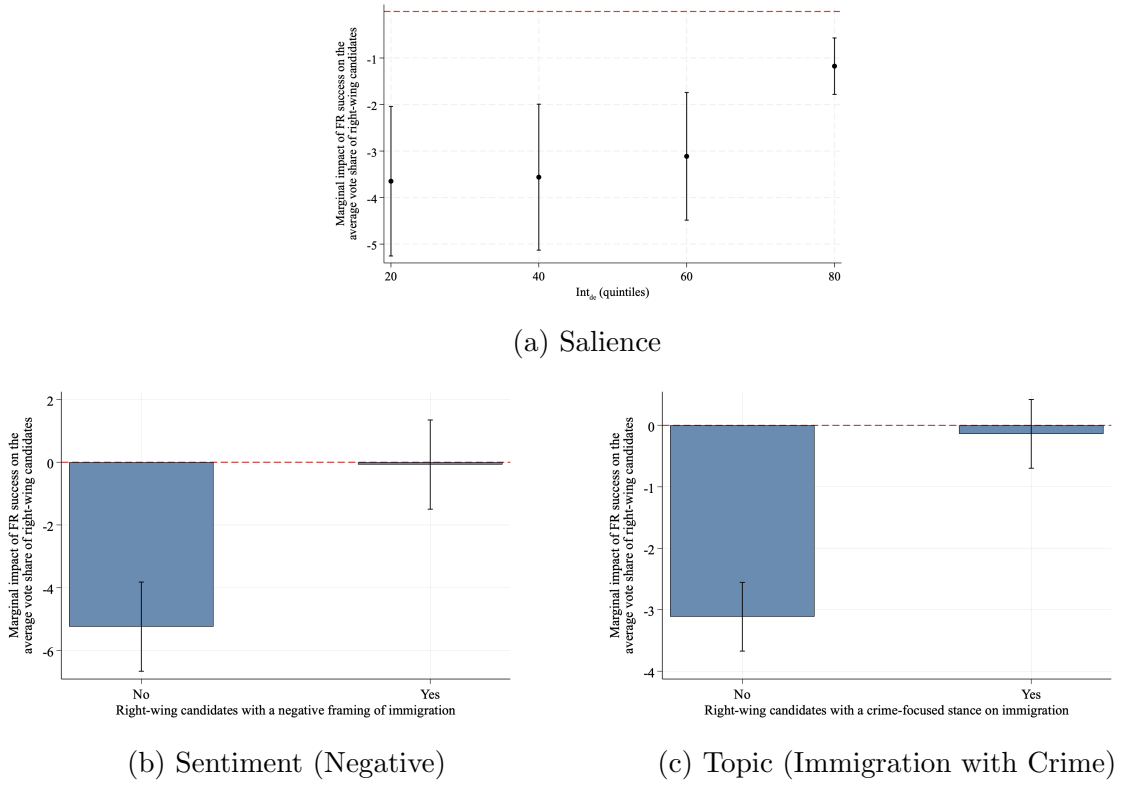 Marginal impact of FR success on the
average vote share of right-wing candidates
-1
-2
-3
-4
-5
20
40
60
80
Int_dc (quintiles)
(a) Salience
Marginal impact of FR success on the
average vote share of right-wing candidates
2
0
-2
-4
-6
No
Yes
Right-wing candidates with a negative framing of immigration
(b) Sentiment (Negative)
Marginal impact of FR success on the
average vote share of right-wing candidates
0
-1
-2
-3
-4
No
Yes
Right-wing candidates with a crime-focused stance on immigration
(c) Topic (Immigration with Crime)